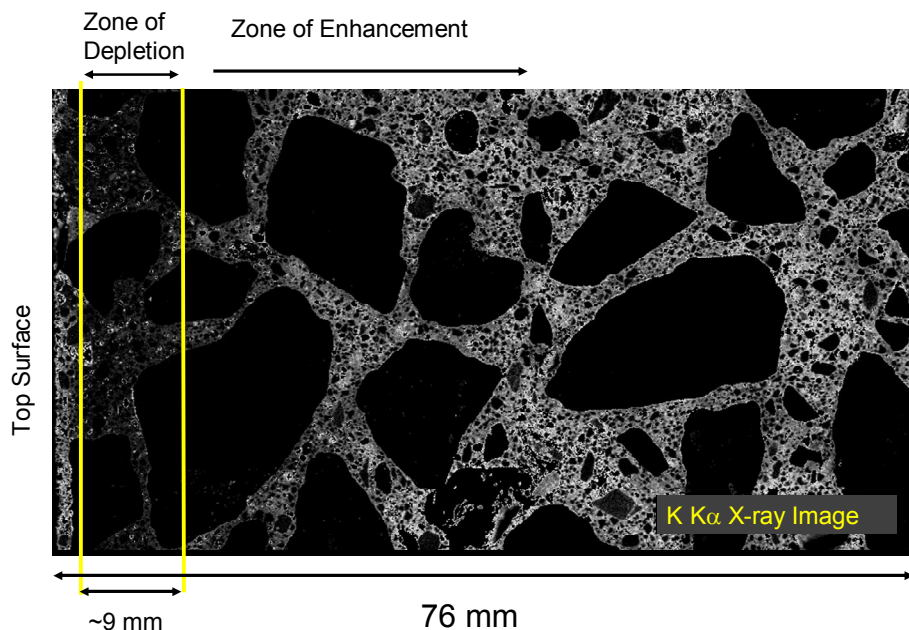 Zone of
Depletion
Zone of Enhancement
Top Surface
K Kα X-ray Image
~9 mm
76 mm